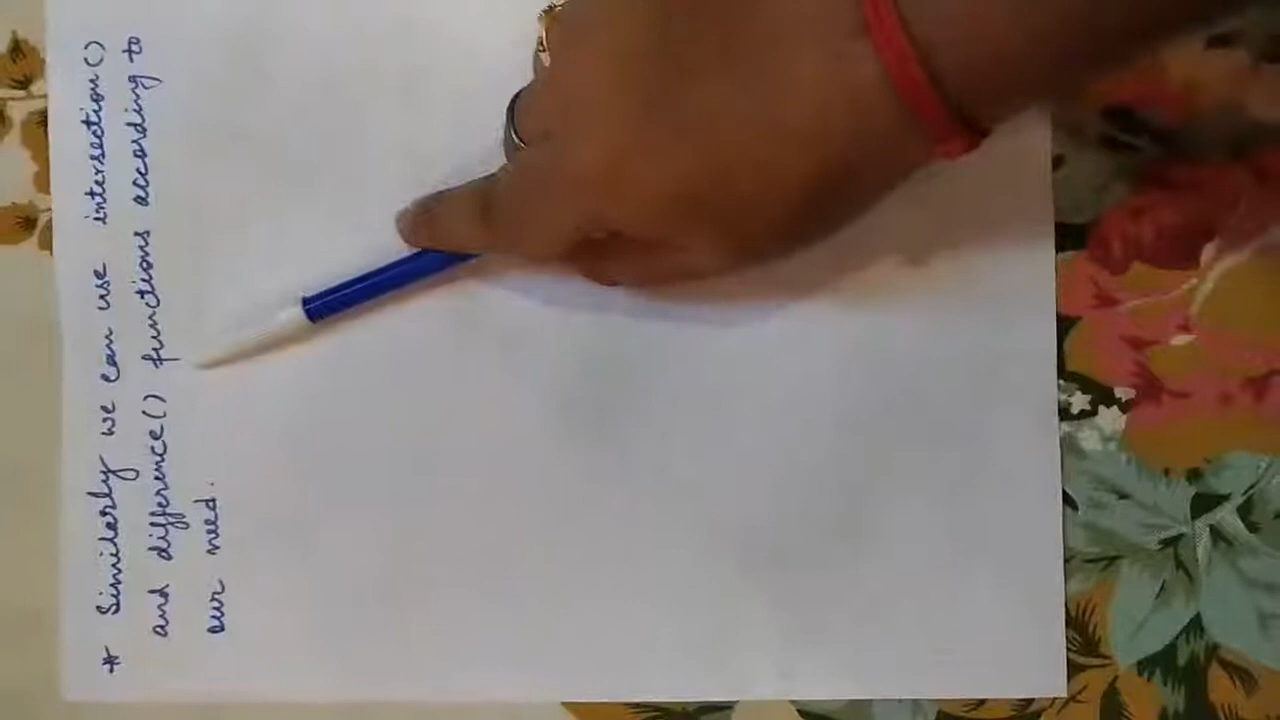 * Similarly we can use intersection()
and difference() functions according to
our need.